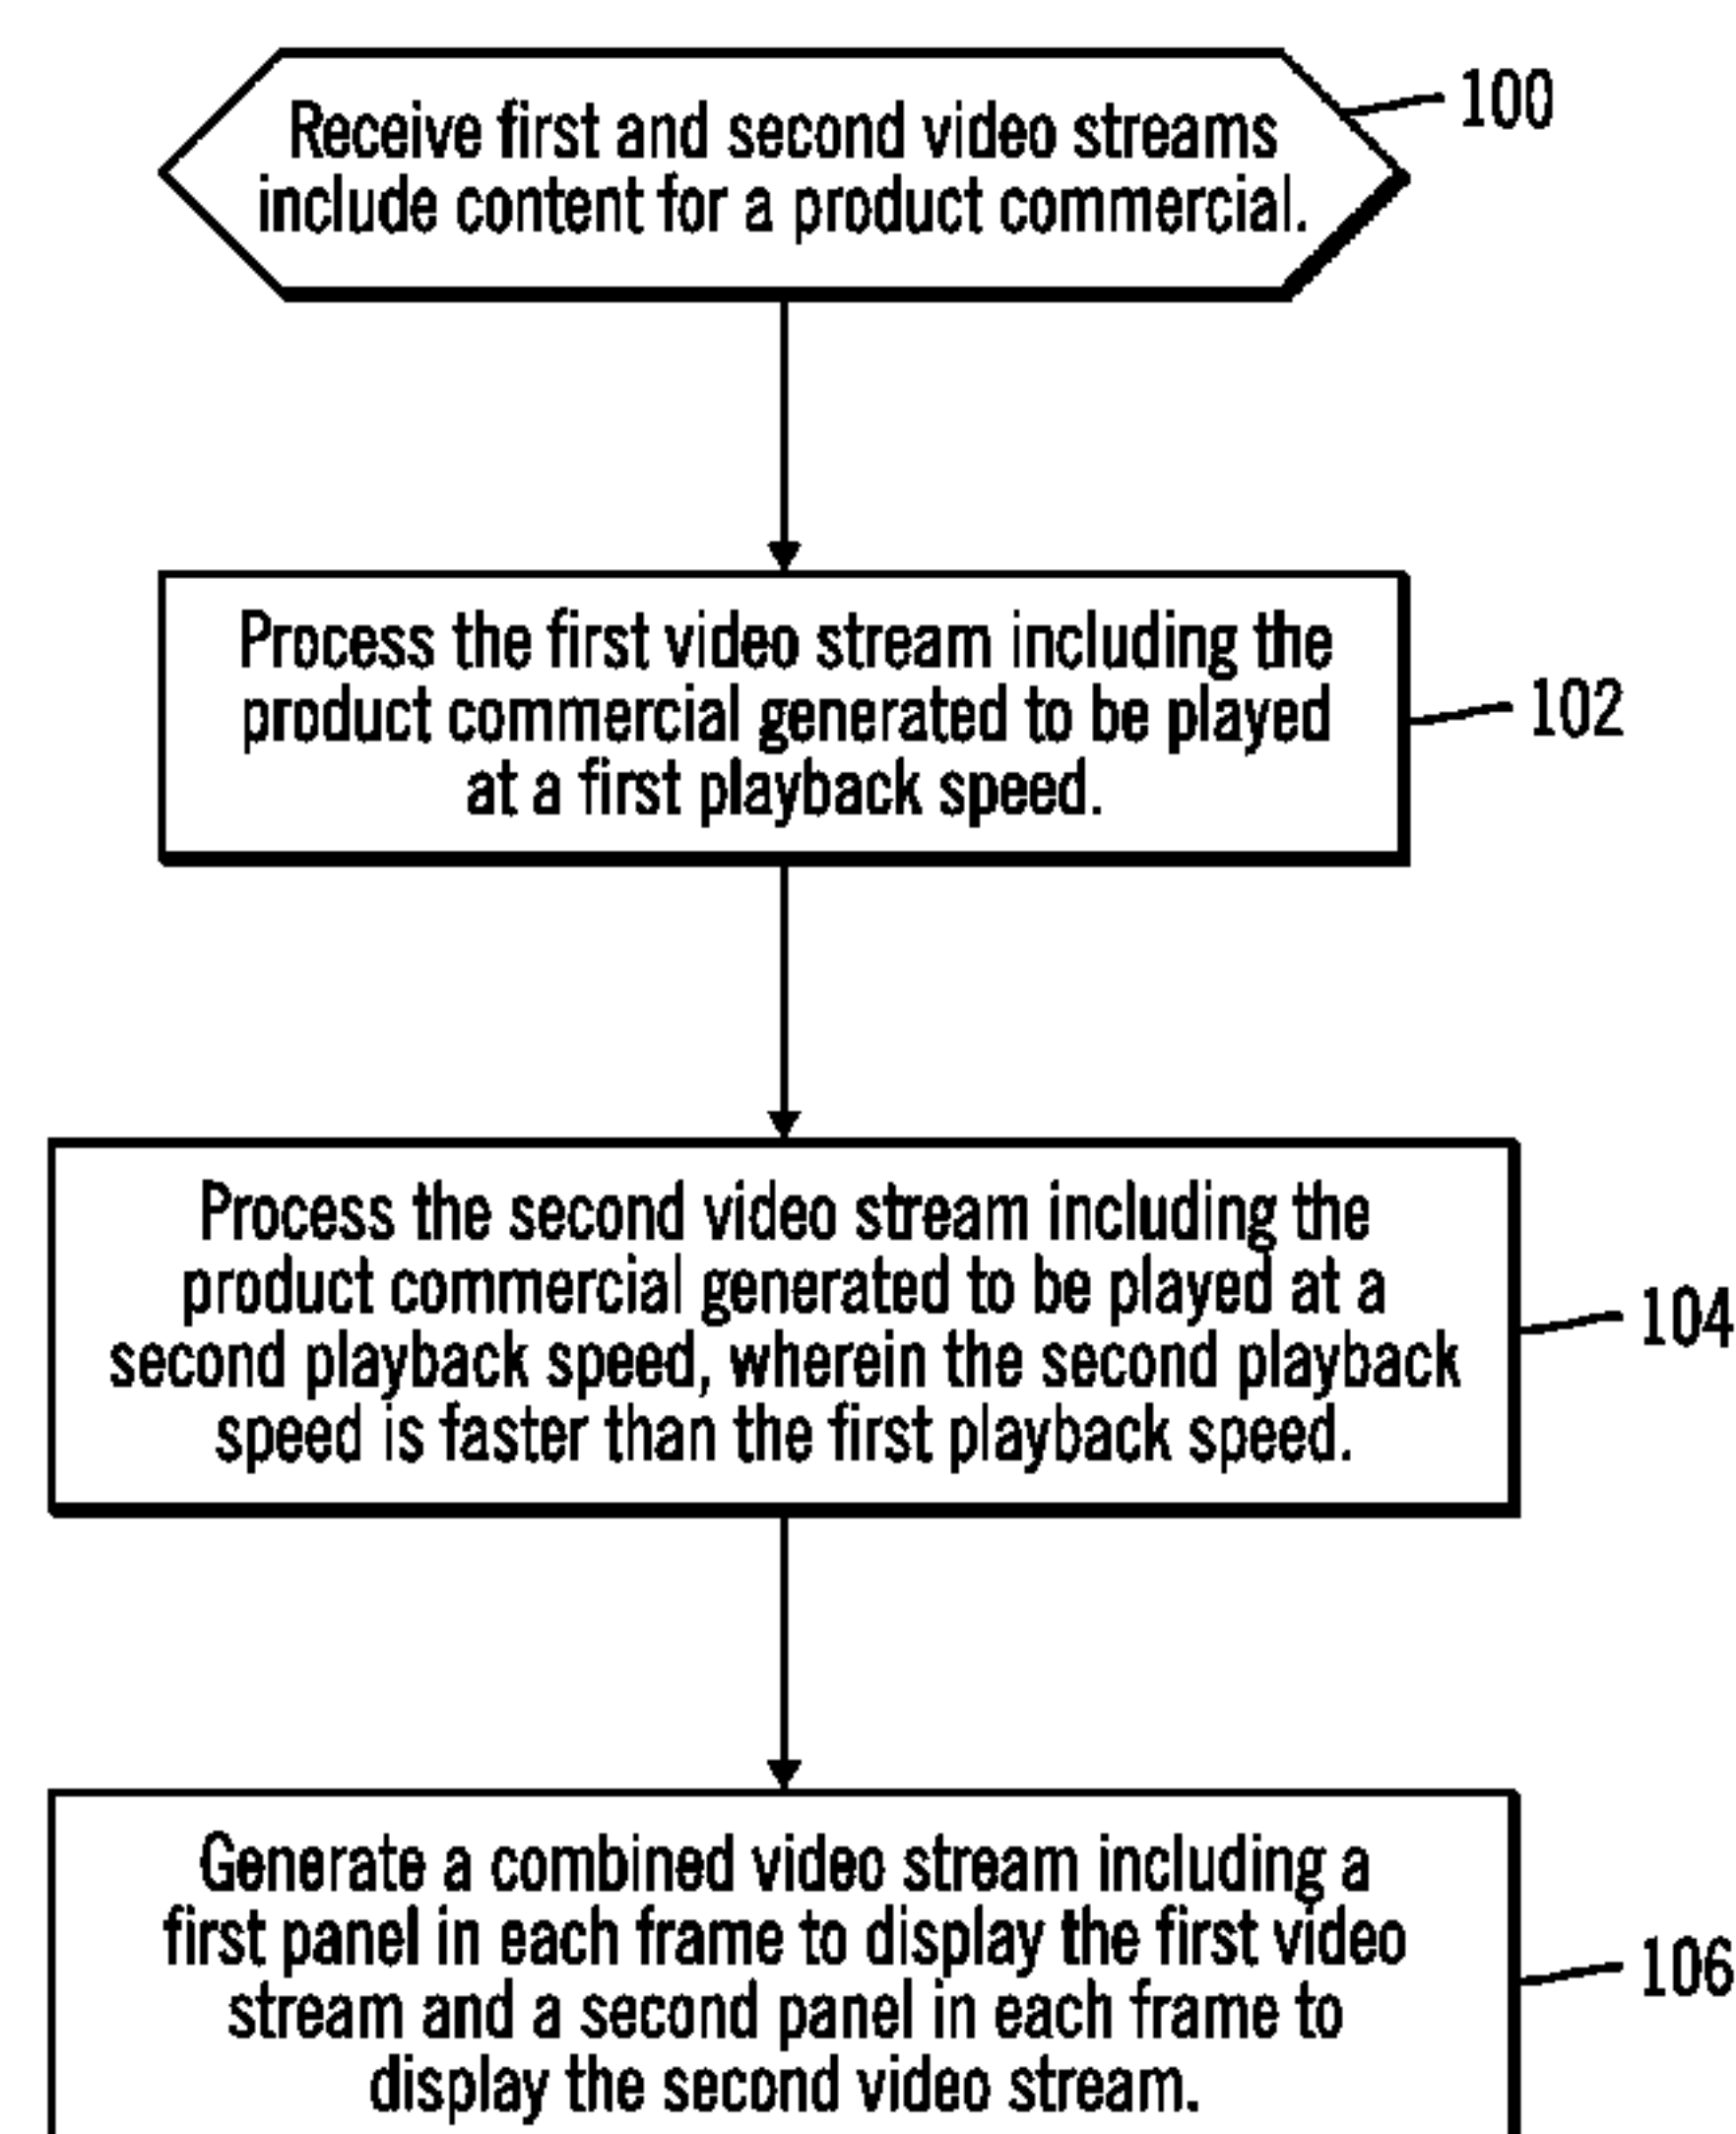 Receive first and second video streams
include content for a product commercial.
100
Process the first video stream including the
product commercial generated to be played
at a first playback speed.
102
Process the second video stream including the
product commercial generated to be played at a
second playback speed, wherein the second playback
speed is faster than the first playback speed.
104
Generate a combined video stream including a
first panel in each frame to display the first video
stream and a second panel in each frame to
display the second video stream.
106